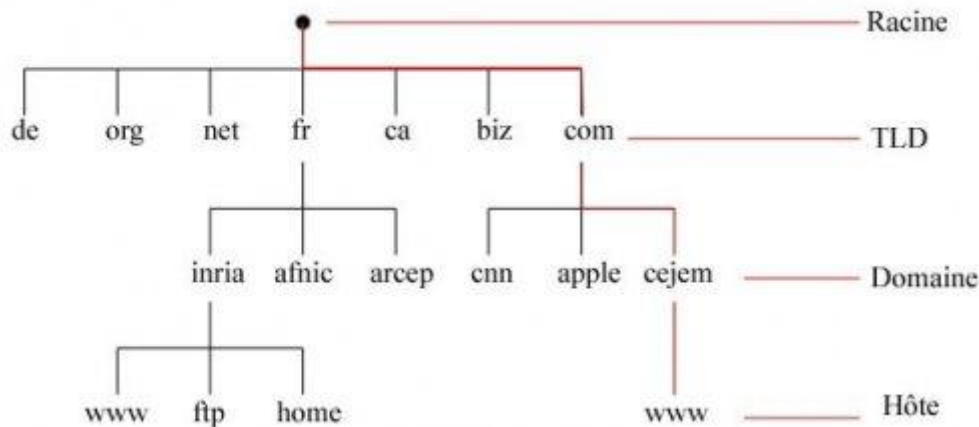 Racine
de org net fr ca biz com TLD
inria afnic arcep cnn apple cejem Domaine
www ftp home www Hôte